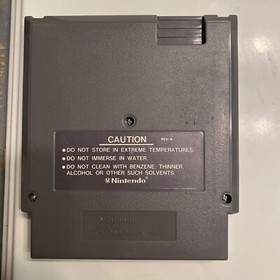 CAUTION REV-A
• DO NOT STORE IN EXTREME TEMPERATURES.
• DO NOT IMMERSE IN WATER.
• DO NOT CLEAN WITH BENZENE, THINNER,
ALCOHOL OR OTHER SUCH SOLVENTS.
Nintendo®